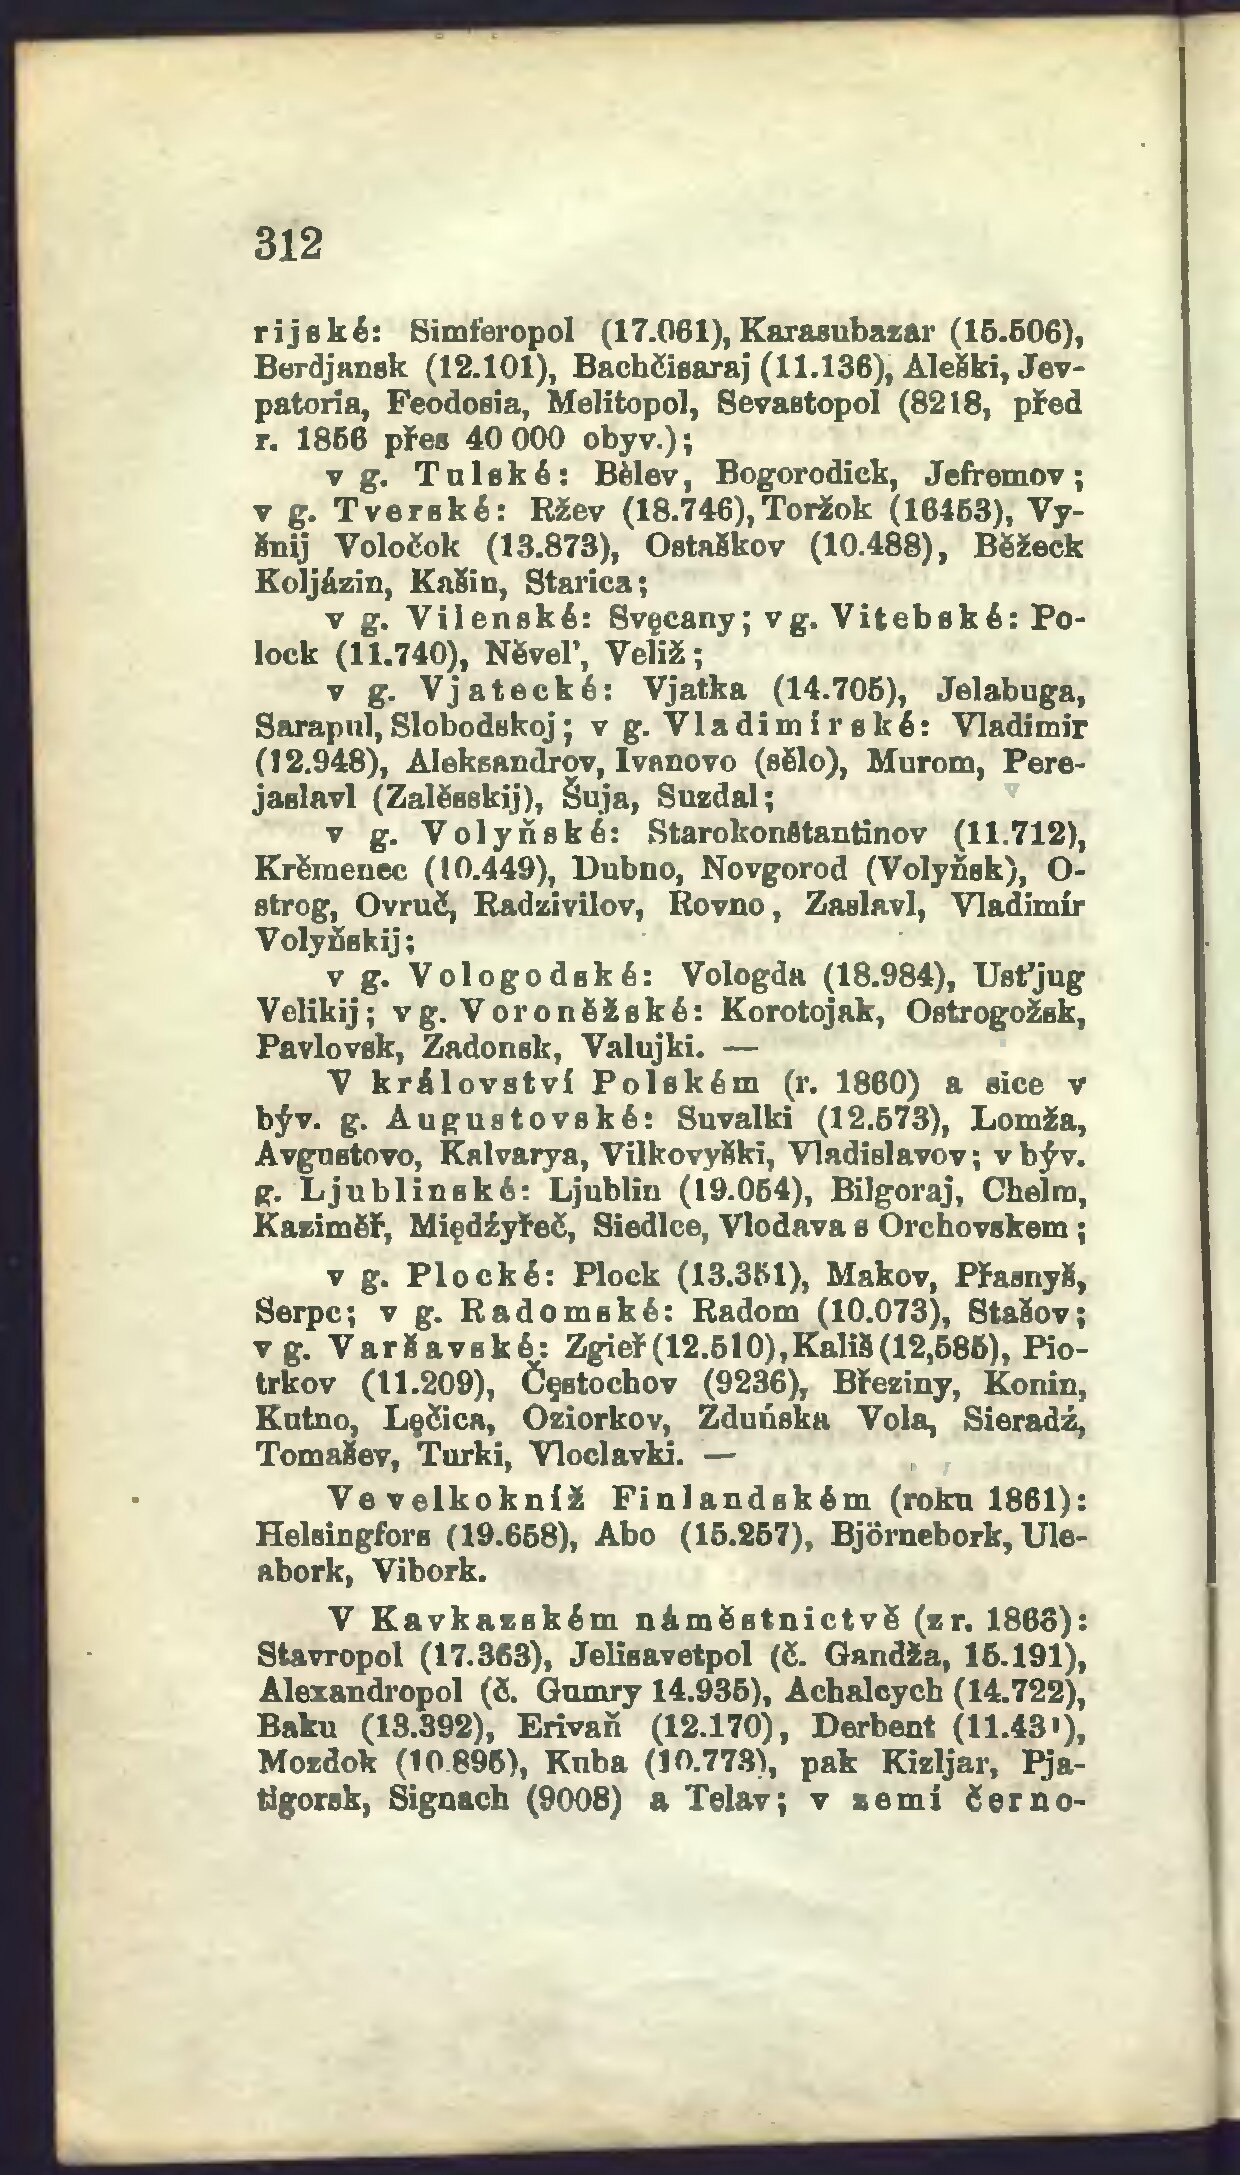 312
rijské: Simferopol (17.061), Karasubazar (15.506),
Berdjansk (12.101), Bachčisaraj (11.136), Aleški, Jev-
patoria, Feodosia, Melitopol, Sevastopol (8218, před
r. 1856 přes 40 000 obyv.);
v g. Tulské: Bělev, Bogorodick, Jefremov;
v g. Tverské: Ržev (18.746), Toržok (16453), Vy-
šnij Voločok (13.873), Ostaškov (10.488), Běžeck
Koljázin, Kašin, Starica;
v g. Vilenské: Svęcany; v g. Vitebské: Po-
lock (11.740), Něvel’, Veliž;
v g. Vjatecké: Vjatka (14.705), Jelabuga,
Sarapul, Slobodskoj; v g. Vladimírské: Vladimir
(12.948), Aleksandrov, Ivanovo (sělo), Murom, Pere-
jaslavl (Zalěsskij), Šuja, Suzdal;
v g. Volyňské: Starokonštantinov (11.712),
Krěmenec (10.449), Dubno, Novgorod (Volyňsk), O-
strog, Ovruč, Radzivilov, Rovno, Zaslavl, Vladimír
Volyňskij;
v g. Vologodské: Vologda (18.984), Usť’jug
Velikij; v g. Voroněžské: Korotojak, Ostrogožsk,
Pavlovsk, Zadonsk, Valujki. —
V království Polském (r. 1860) a sice v
býv. g. Augustovské: Suvalki (12.573), Lomža,
Avgustovo, Kalvarya, Vilkovyški, Vladislavov; v býv.
g. Ljublinské: Ljublin (19.054), Bilgoraj, Chelm,
Kaziměř, Międźyřeč, Siedlce, Vlodava s Orchovskem;
v g. Plocké: Plock (13.351), Makov, Přasnyš,
Serpc; v g. Radomské: Radom (10.073), Stašov;
v g. Varšavské: Zgieř (12.510), Kališ (12,585), Pio-
trkov (11.209), Čęstochov (9236), Březiny, Konin,
Kutno, Lęčica, Oziorkov, Zduńska Vola, Sieradź,
Tomašev, Turki, Vloclavki. —
Ve velkokníž Finlandském (roku 1861):
Helsingfors (19.658), Abo (15.257), Björnebork, Ule-
abork, Vibork.
V Kavkazském náměstnictvě (z r. 1863):
Stavropol (17.363), Jelisavetpol (č. Gandža, 15.191),
Alexandropol (č. Gumry 14.935), Achalcych (14.722),
Baku (13.392), Erivaň (12.170), Derbent (11.431),
Mozdok (10.895), Kuba (10.773), pak Kizljar, Pja-
tigorsk, Signach (9008) a Telav; v zemí černo-